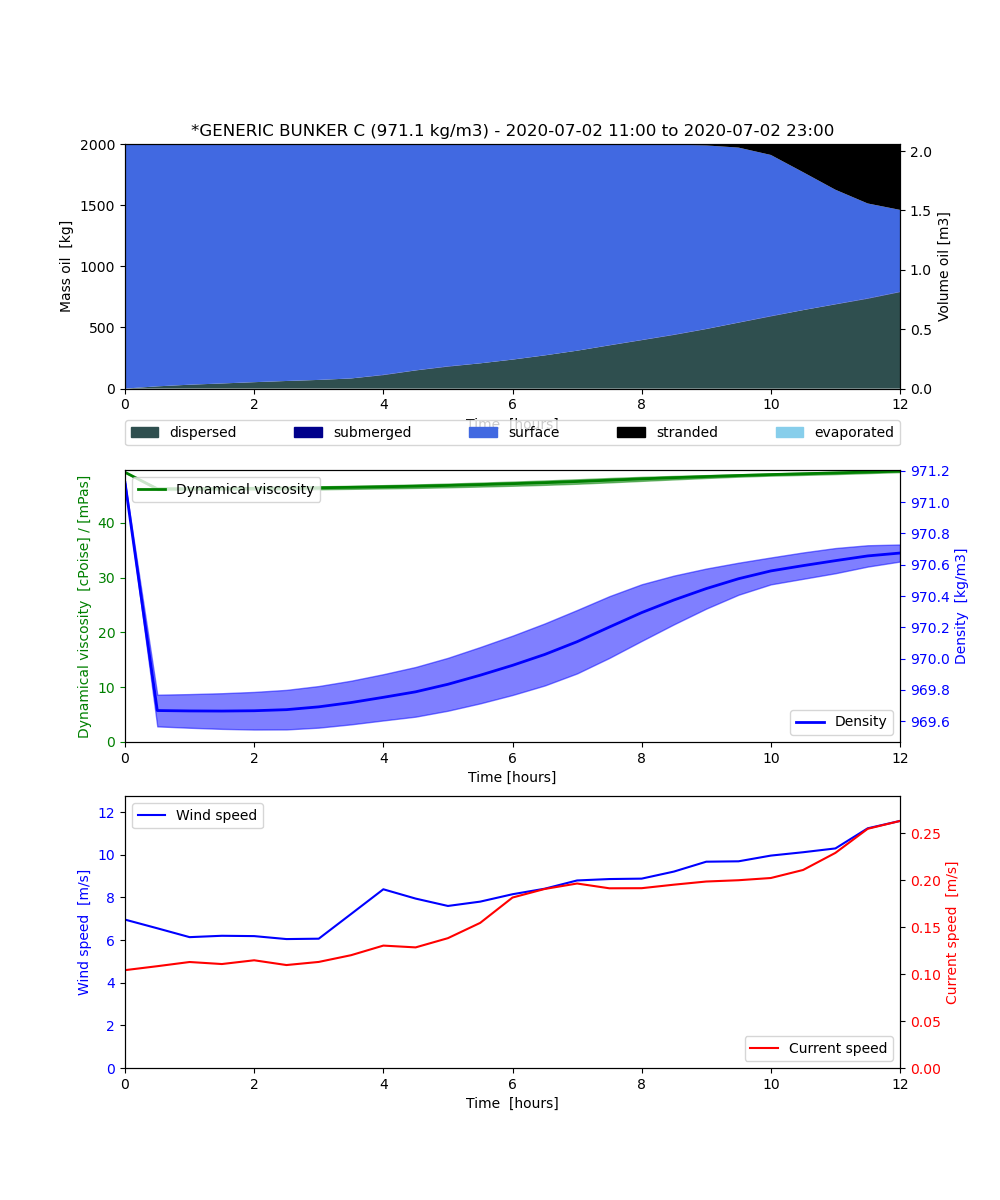 *GENERIC BUNKER C (971.1 kg/m3) - 2020-07-02 11:00 to 2020-07-02 23:00
Mass oil [kg]
2000
1500
1000
500
0
Volume oil [m3]
2.0
1.5
1.0
0.5
0.0
0 2 4 6 8 10 12
Time [hours]
dispersed submerged surface stranded evaporated
Dynamical viscosity [cPoise] / [mPas]
40
30
20
10
0
Dynamical viscosity
Density [kg/m3]
971.2
971.0
970.8
970.6
970.4
970.2
970.0
969.8
969.6
Density
0 2 4 6 8 10 12
Time [hours]
Wind speed [m/s]
12
10
8
6
4
2
0
Wind speed
Current speed [m/s]
0.25
0.20
0.15
0.10
0.05
0.00
Current speed
0 2 4 6 8 10 12
Time [hours]